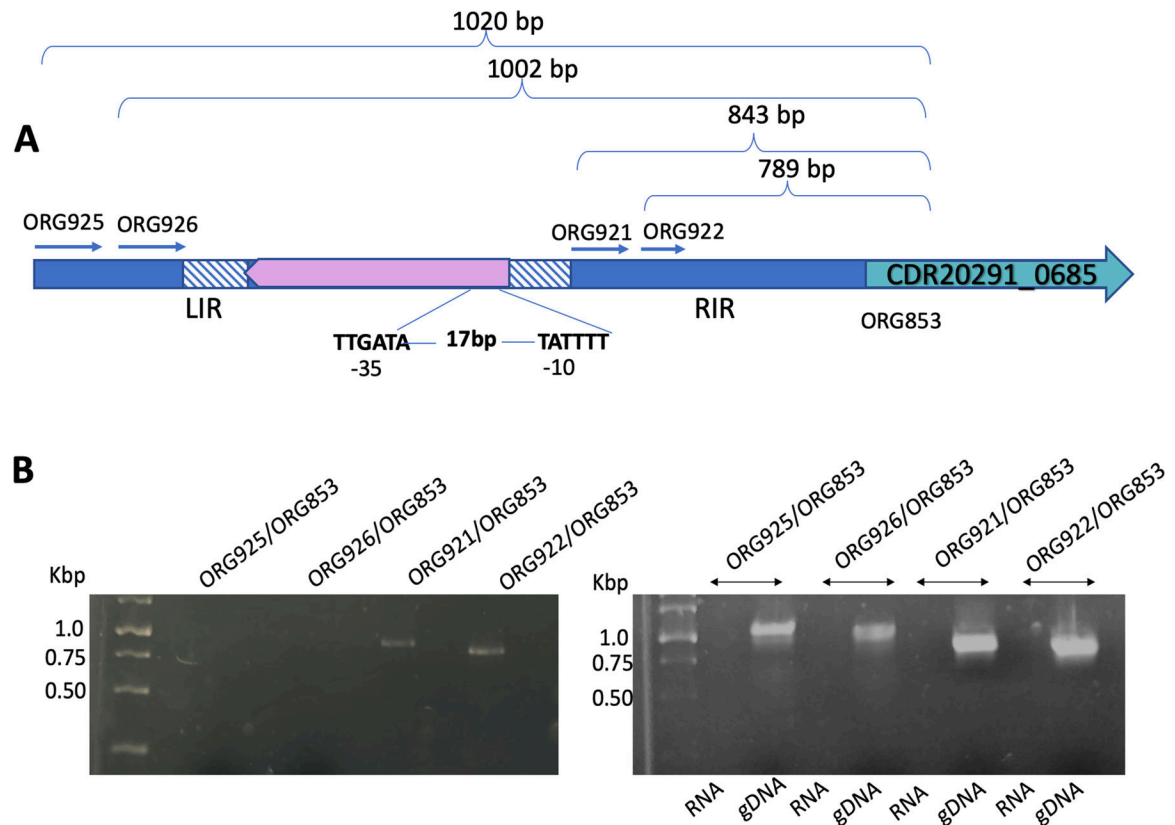 1020 bp
1002 bp
A
843 bp
789 bp
ORG925
ORG926
ORG921
ORG922
CDR20291_0685
LIR
RIR
ORG853
TTGATA 17bp TATTTT
-35 -10
B
ORG925/ORG853
ORG926/ORG853
ORG921/ORG853
ORG922/ORG853
Kbp
1.0
0.75
0.50
ORG925/ORG853
ORG926/ORG853
ORG921/ORG853
ORG922/ORG853
Kbp
1.0
0.75
0.50
RNA gDNA RNA gDNA RNA gDNA RNA gDNA